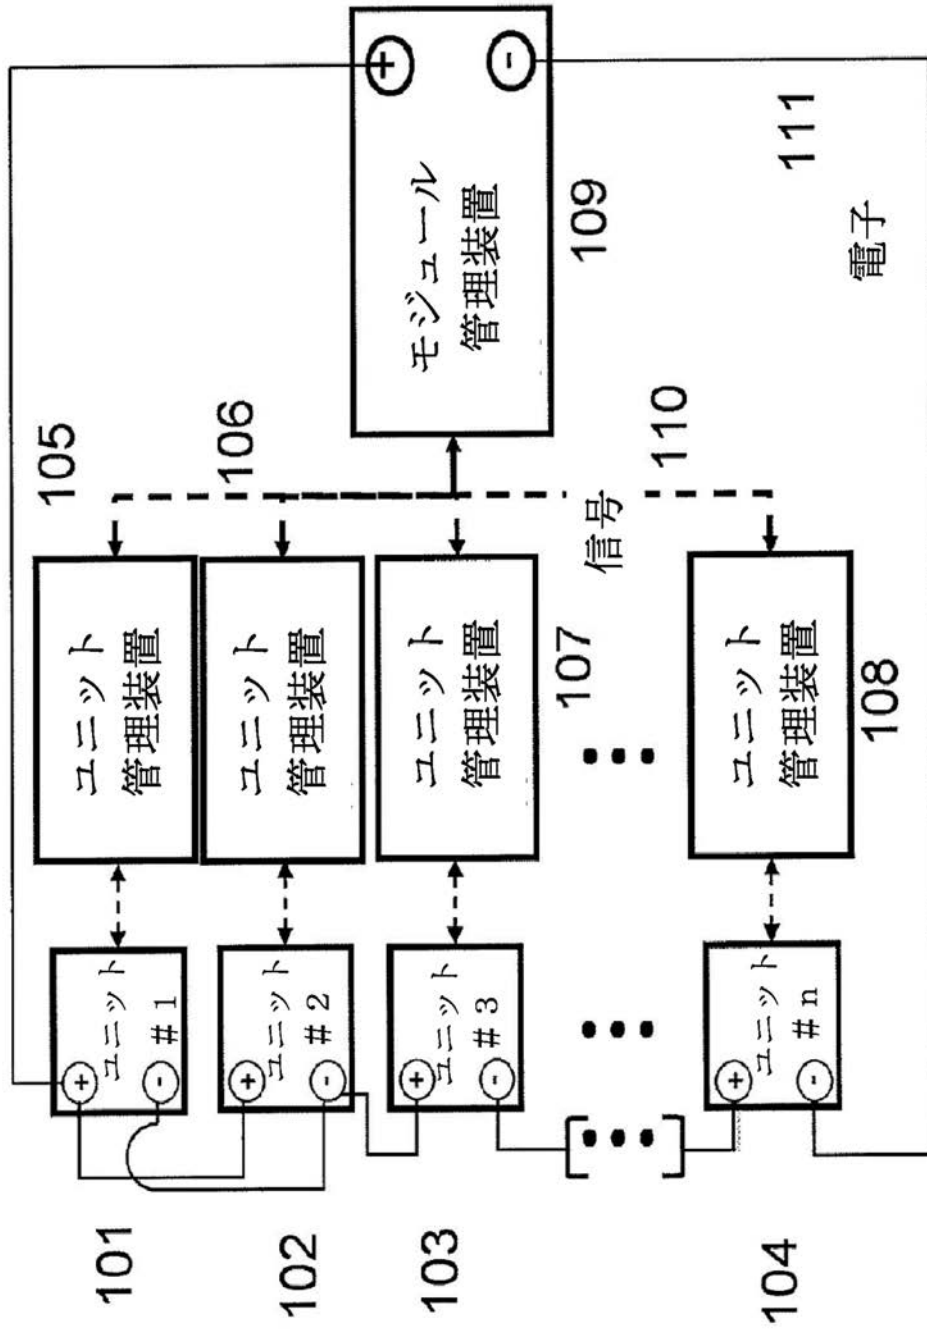 101
102
103
104
ユニット
#1
+
-
ユニット
#2
+
-
ユニット
#3
+
-
ユニット
#n
+
-
ユニット
管理装置
105
ユニット
管理装置
106
ユニット
管理装置
107
ユニット
管理装置
108
信号
110
モジュール
管理装置
+
-
109
電子
111